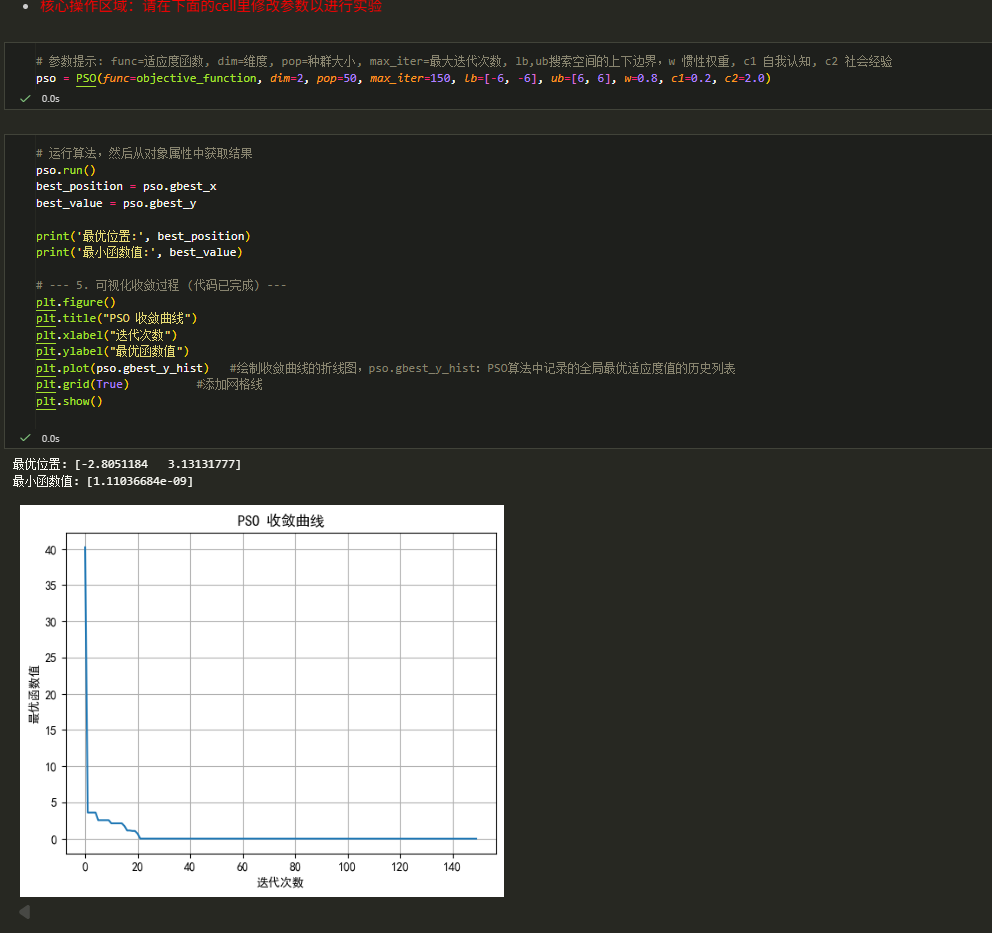 核心操作区域：请在下面的cell里修改参数以进行实验
# 参数提示: func=适应度函数, dim=维度, pop=种群大小, max_iter=最大迭代次数, lb,ub搜索空间的上下边界，w 惯性权重, c1 自我认知, c2 社会经验
pso = PSO(func=objective_function, dim=2, pop=50, max_iter=150, lb=[-6, -6], ub=[6, 6], w=0.8, c1=0.2, c2=2.0)
0.0s
# 运行算法，然后从对象属性中获取结果
pso.run()
best_position = pso.gbest_x
best_value = pso.gbest_y
print('最优位置:', best_position)
print('最小函数值:', best_value)
# --- 5. 可视化收敛过程 (代码已完成) ---
plt.figure()
plt.title("PSO 收敛曲线")
plt.xlabel("迭代次数")
plt.ylabel("最优函数值")
plt.plot(pso.gbest_y_hist) #绘制收敛曲线的折线图，pso.gbest_y_hist: PSO算法中记录的全局最优适应度值的历史列表
plt.grid(True) #添加网格线
plt.show()
0.0s
最优位置: [-2.8051184 3.13131777]
最小函数值: [1.11036684e-09]
PSO 收敛曲线
40
35
30
25
20
15
10
5
0
最优函数值
0 20 40 60 80 100 120 140
迭代次数